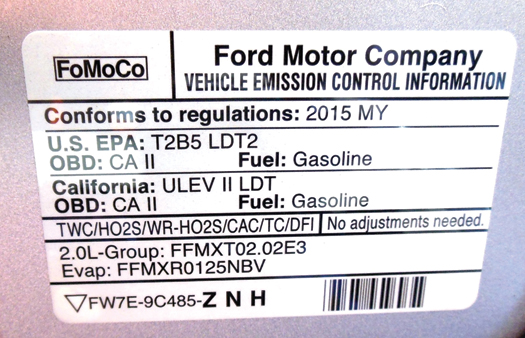 FoMoCo
Ford Motor Company
VEHICLE EMISSION CONTROL INFORMATION
Conforms to regulations: 2015 MY
U.S. EPA: T2B5 LDT2
OBD: CA II Fuel: Gasoline
California: ULEV II LDT
OBD: CA II Fuel: Gasoline
TWC/HO2S/WR-HO2S/CAC/TC/DFI No adjustments needed.
2.0L-Group: FFMXT02.02E3
Evap: FFMXR0125NBV
▽FW7E-9C485-Z N H